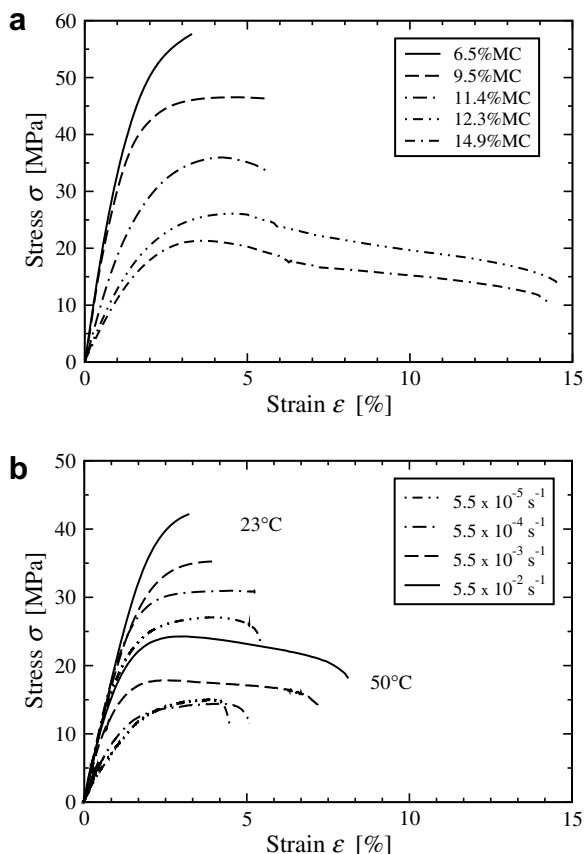 a
60
50
40
30
20
10
0
Stress σ [MPa]
6.5%MC
9.5%MC
11.4%MC
12.3%MC
14.9%MC
0 5 10 15
Strain ε [%]
b
50
40
30
20
10
0
Stress σ [MPa]
23°C
5.5 x 10⁻⁵ s⁻¹
5.5 x 10⁻⁴ s⁻¹
5.5 x 10⁻³ s⁻¹
5.5 x 10⁻² s⁻¹
50°C
0 5 10 15
Strain ε [%]